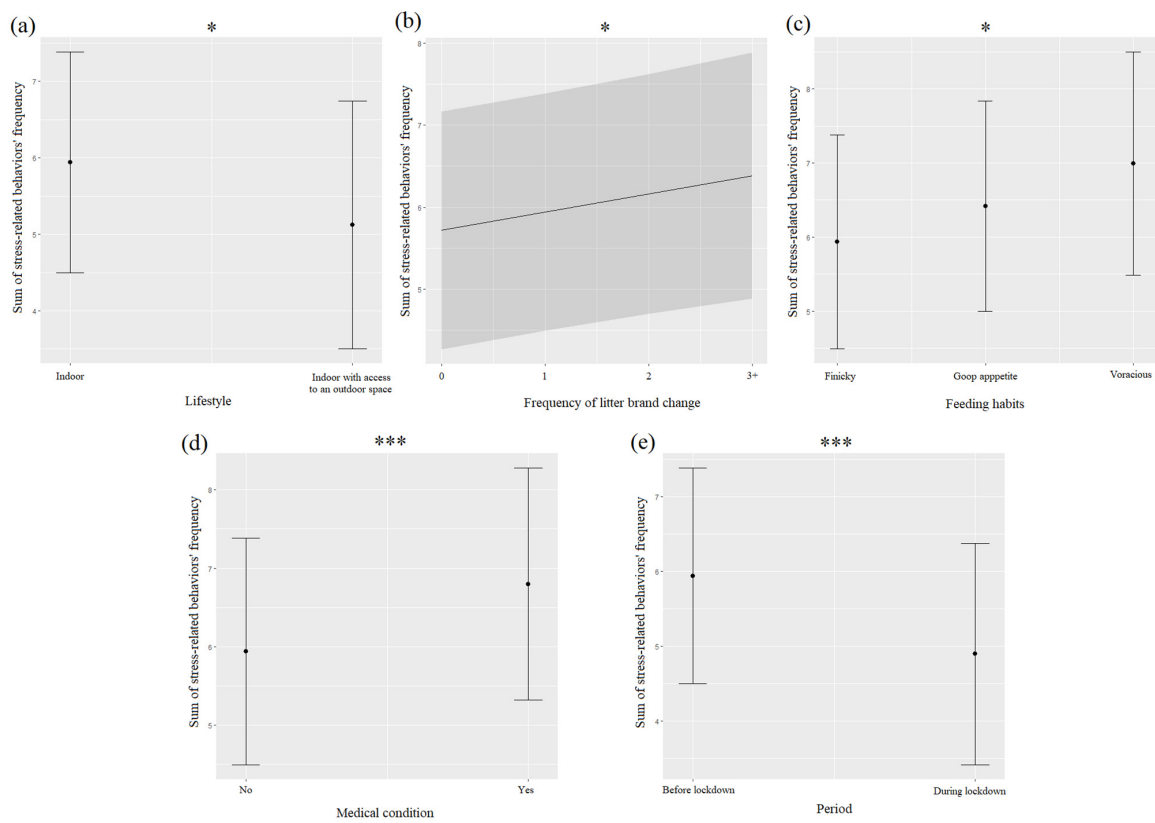 (a)
*
Sum of stress-related behaviors' frequency
7
6
5
4
Indoor
Indoor with access
to an outdoor space
Lifestyle
(b)
*
Sum of stress-related behaviors' frequency
8
7
6
5
0
1
2
3+
Frequency of litter brand change
(c)
*
Sum of stress-related behaviors' frequency
8
7
6
5
Finicky
Goop apppetite
Voracious
Feeding habits
(d)
***
Sum of stress-related behaviors' frequency
8
7
6
5
No
Yes
Medical condition
(e)
***
Sum of stress-related behaviors' frequency
7
6
5
4
Before lockdown
During lockdown
Period